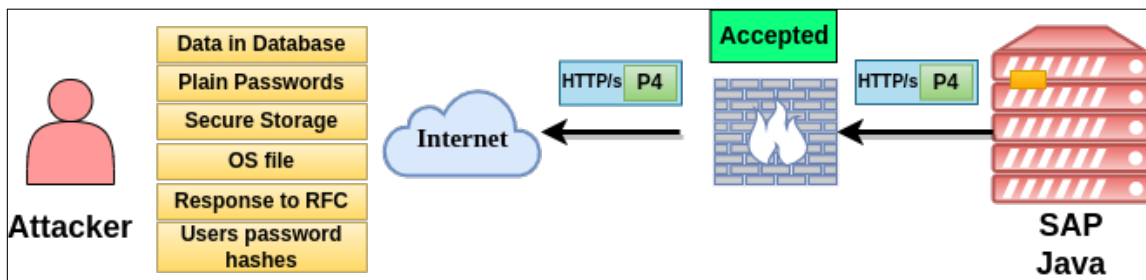 Attacker
Data in Database
Plain Passwords
Secure Storage
OS file
Response to RFC
Users password
hashes
Internet
HTTP/s P4
Accepted
HTTP/s P4
SAP
Java